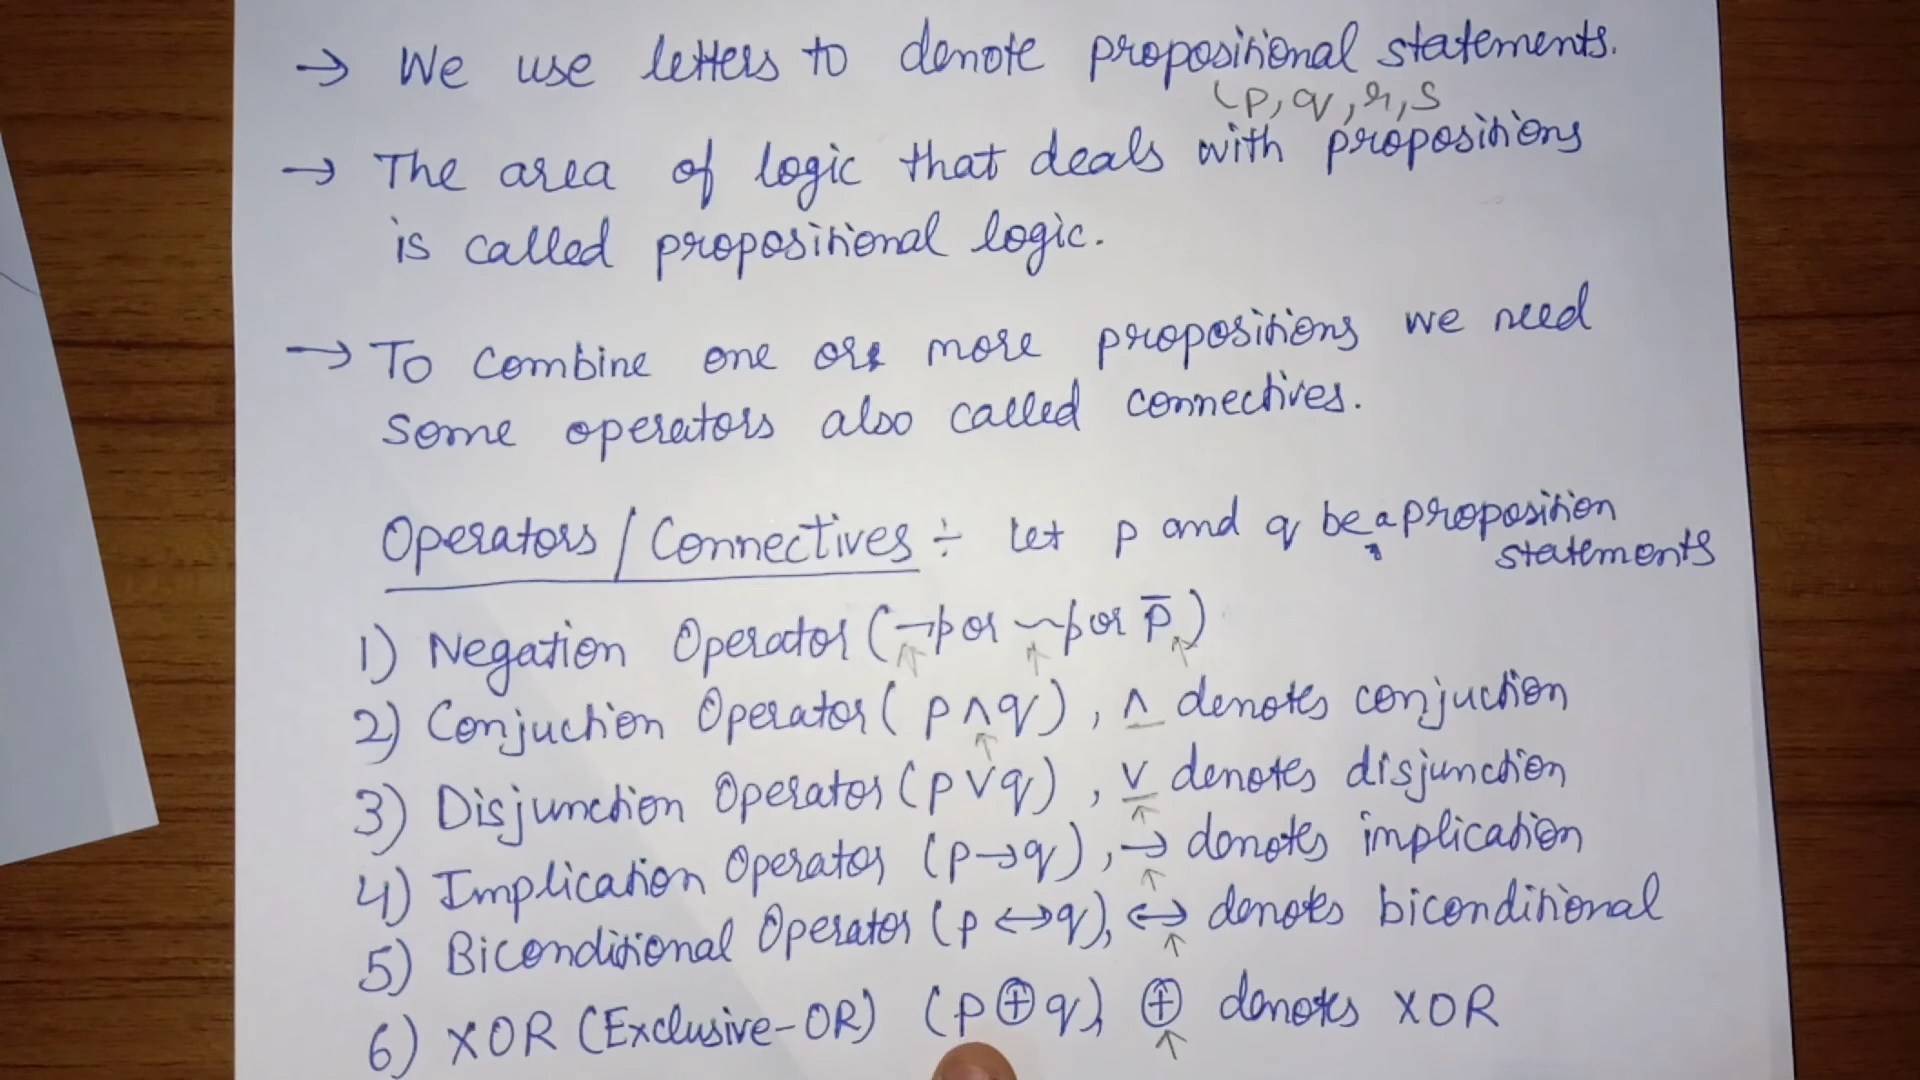 → We use letters to denote propositional statements.
(p, q, r, s
→ The area of logic that deals with propositions
is called propositional logic.
→ To combine one or more propositions we need
some operators also called connectives.
Operators / Connectives ÷ let p and q be a proposition
statements
1) Negation Operator (¬p or ~p or p̅)
2) Conjuction Operator (p ∧ q), ∧ denotes conjuction
3) Disjunction Operator (p ∨ q), ∨ denotes disjunction
4) Implication Operator (p → q), → denotes implication
5) Biconditional Operator (p ↔ q), ↔ denotes biconditional
6) XOR (Exclusive-OR) (p ⊕ q), ⊕ denotes XOR